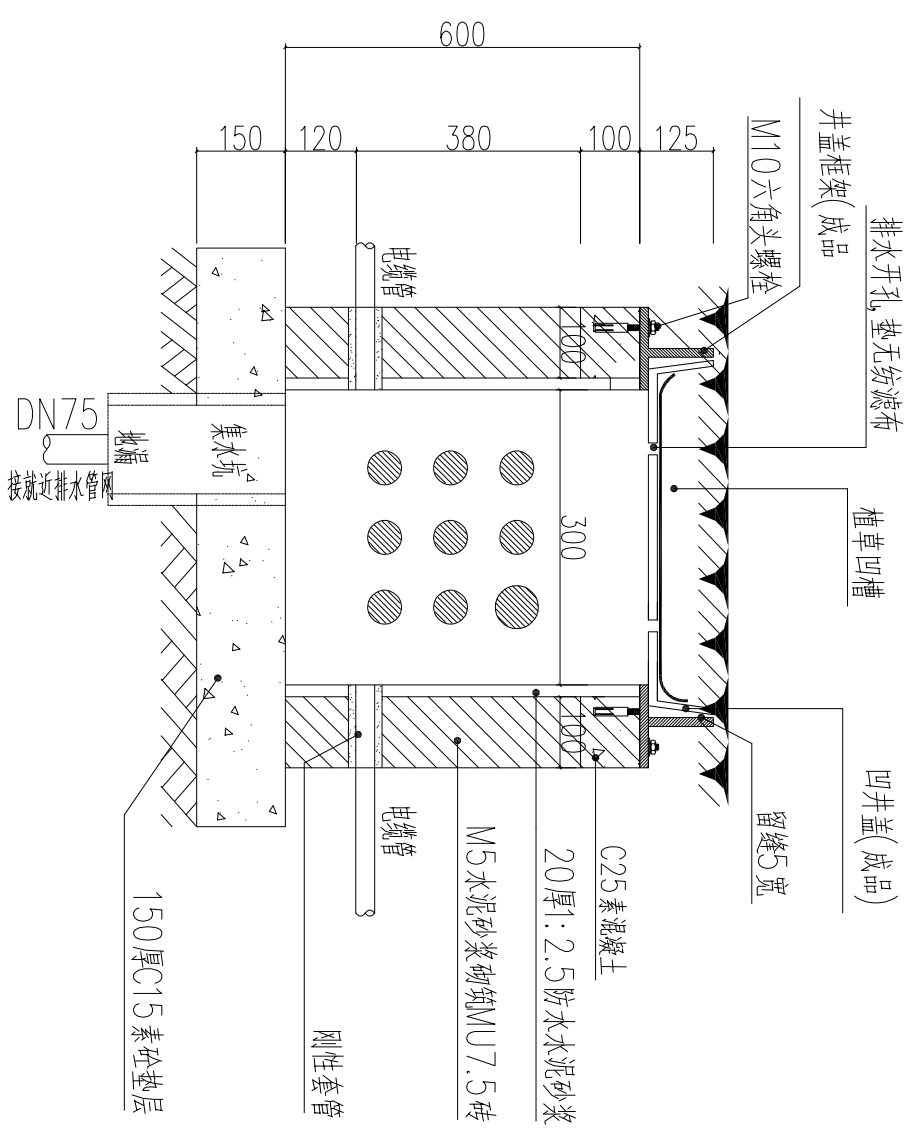 排水开孔,垫无纺滤布
植草凹槽
凹井盖(成品)
井盖框架(成品
M10六角头螺栓
留缝5宽
125
100
380
120
150
600
100
300
100
C25素混凝土
20厚1:2.5防水水泥砂浆
M5水泥砂浆砌筑MU7.5砖
电缆管
电缆管
刚性套管
集水坑
地漏
DN75
接就近排水管网
150厚C15素砼垫层